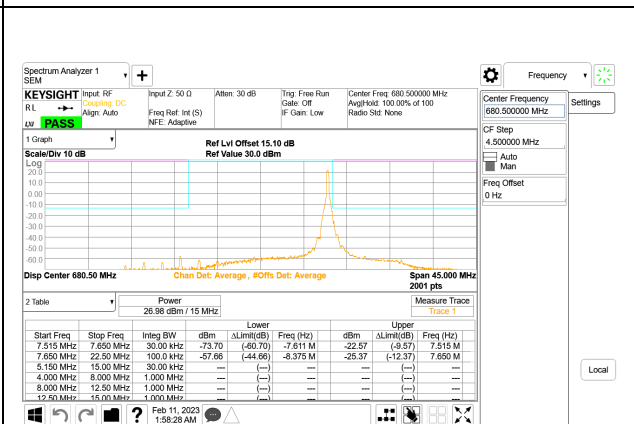 Spectrum Analyzer 1
SEM
KEYSIGHT Input: RF Input Z: 50 Ω Atten: 30 dB Trig: Free Run Center Freq: 680.500000 MHz
Coupling: DC Gate: Off Avg|Hold: 100.00% of 100
R L Align: Auto Freq Ref: Int (S) IF Gain: Low Radio Std: None
NFE: Adaptive
PASS
1 Graph
Ref Lvl Offset 15.10 dB
Scale/Div 10 dB Ref Value 30.0 dBm
Log
20.0
10.0
0.00
-10.0
-20.0
-30.0
-40.0
-50.0
-60.0
Disp Center 680.50 MHz Chan Det: Average , #Offs Det: Average Span 45.000 MHz
2001 pts
2 Table Power Measure Trace
26.98 dBm / 15 MHz Trace 1
Lower Upper
Start Freq Stop Freq Integ BW dBm ΔLimit(dB) Freq (Hz) dBm ΔLimit(dB) Freq (Hz)
7.515 MHz 7.650 MHz 30.00 kHz -73.70 (-60.70) -7.611 M -22.57 (-9.57) 7.515 M
7.650 MHz 22.50 MHz 100.0 kHz -57.66 (-44.66) -8.375 M -25.37 (-12.37) 7.650 M
5.150 MHz 15.00 MHz 30.00 kHz --- (---) --- --- (---) ---
4.000 MHz 8.000 MHz 1.000 MHz --- (---) --- --- (---) ---
8.000 MHz 12.50 MHz 1.000 MHz --- (---) --- --- (---) ---
12.50 MHz 15.00 MHz 1.000 MHz --- (---) --- --- (---) ---
? Feb 11, 2023
1:58:28 AM
Frequency
Center Frequency
680.500000 MHz
Settings
CF Step
4.500000 MHz
Auto
Man
Freq Offset
0 Hz
Local